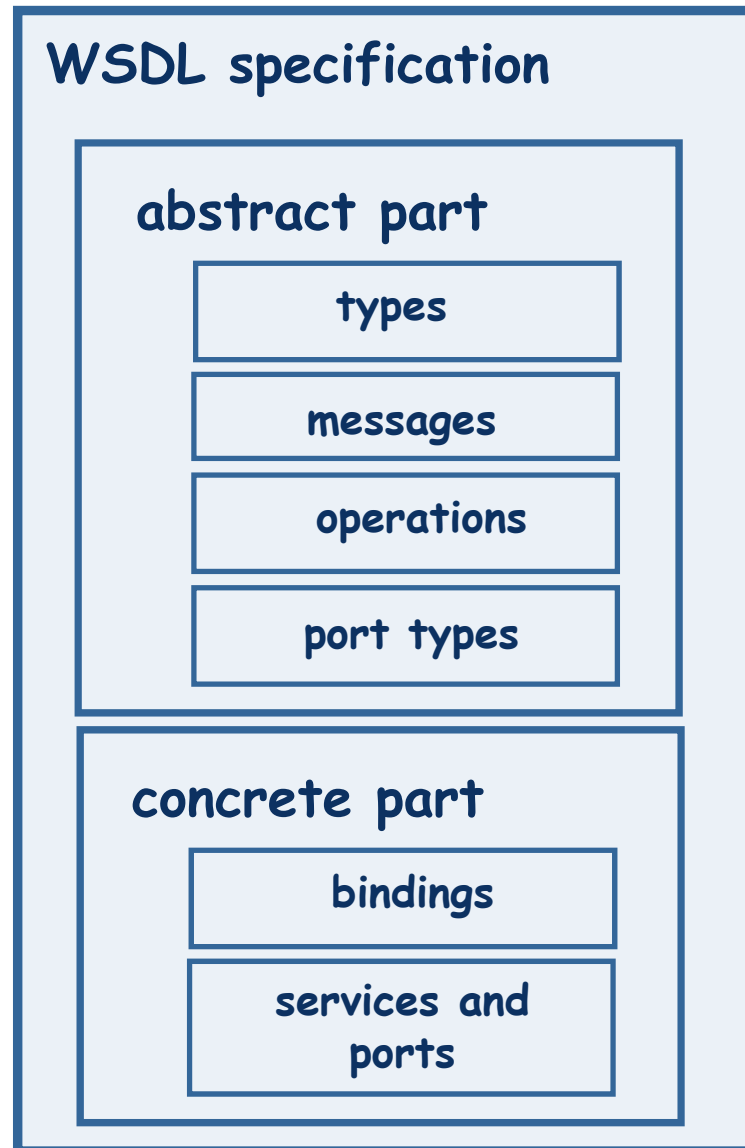 WSDL specification
abstract part
types
messages
operations
port types
concrete part
bindings
services and
ports